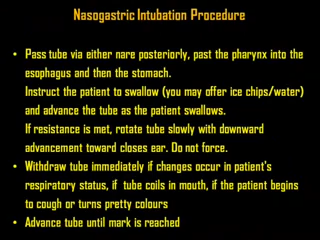 Nasogastric Intubation Procedure
• Pass tube via either nare posteriorly, past the pharynx into the
esophagus and then the stomach.
Instruct the patient to swallow (you may offer ice chips/water)
and advance the tube as the patient swallows.
If resistance is met, rotate tube slowly with downward
advancement toward closes ear. Do not force.
• Withdraw tube immediately if changes occur in patient's
respiratory status, if tube coils in mouth, if the patient begins
to cough or turns pretty colours
• Advance tube until mark is reached